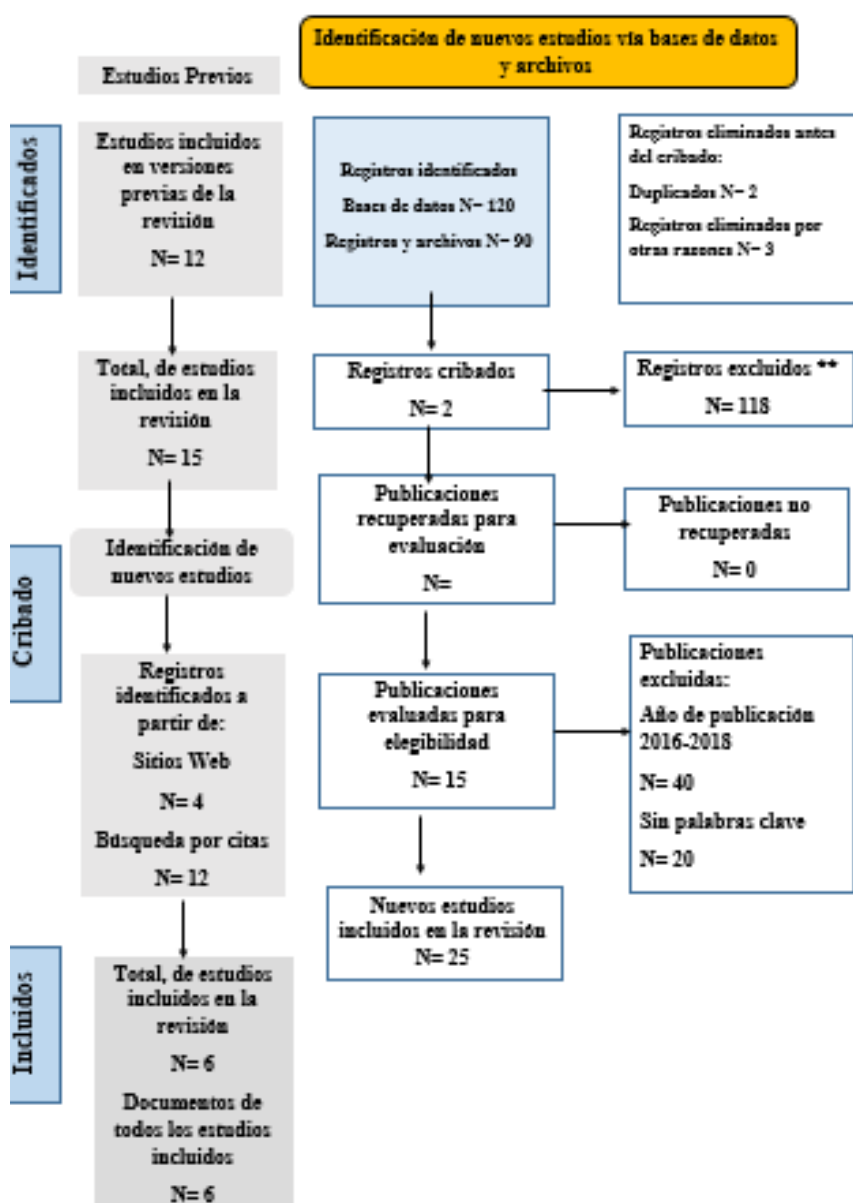 Identificación de nuevos estudios vía bases de datos
y archivos
Estudios Previos
Identificados
Estudios incluidos
en versiones
previas de la
revisión
N= 12
Registros identificados
Bases de datos N= 120
Registros y archivos N= 90
Registros eliminados antes
del cribado:
Duplicados N= 2
Registros eliminados por
otras razones N= 3
Total, de estudios
incluidos en la
revisión
N= 15
Registros cribados
N= 2
Registros excluidos **
N= 118
Cribado
Identificación de
nuevos estudios
Publicaciones
recuperadas para
evaluación
N=
Publicaciones no
recuperadas
N= 0
Registros
identificados a
partir de:
Sitios Web
N= 4
Búsqueda por citas
N= 12
Publicaciones
evaluadas para
elegibilidad
N= 15
Publicaciones
excluidas:
Año de publicación
2016-2018
N= 40
Sin palabras clave
N= 20
Nuevos estudios
incluidos en la revisión
N= 25
Incluidos
Total, de estudios
incluidos en la
revisión
N= 6
Documentos de
todos los estudios
incluidos
N= 6